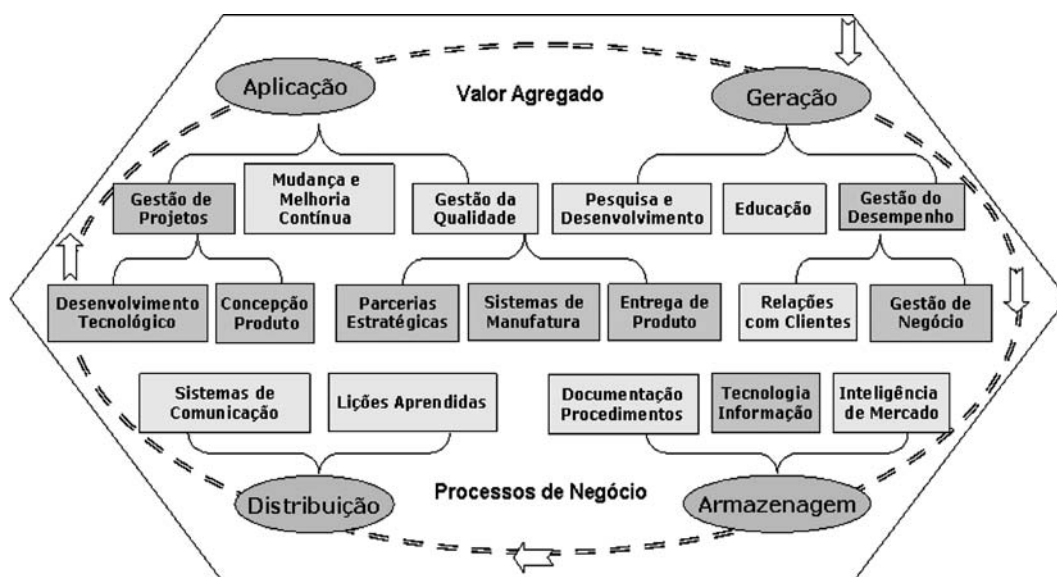 Aplicação
Valor Agregado
Geração
Gestão de
Projetos
Mudança e
Melhoria
Contínua
Gestão da
Qualidade
Pesquisa e
Desenvolvimento
Educação
Gestão do
Desempenho
Desenvolvimento
Tecnológico
Concepção
Produto
Parcerias
Estratégicas
Sistemas de
Manufatura
Entrega de
Produto
Relações
com Clientes
Gestão de
Negócio
Sistemas de
Comunicação
Lições Aprendidas
Documentação
Procedimentos
Tecnologia
Informação
Inteligência
de Mercado
Distribuição
Processos de Negócio
Armazenagem